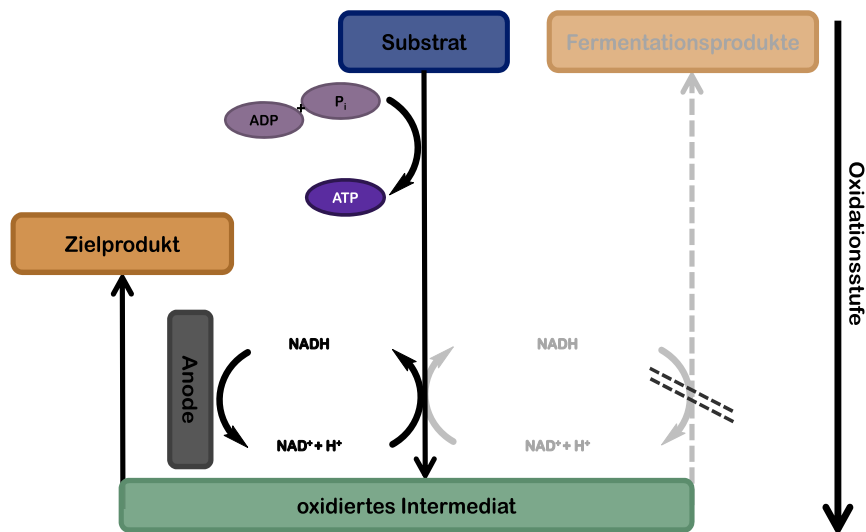 Substrat
Fermentationsprodukte
ADP
+
Pi
ATP
Zielprodukt
Oxidationsstufe
Anode
NADH
NADH
NAD⁺ + H⁺
NAD⁺ + H⁺
oxidiertes Intermediat